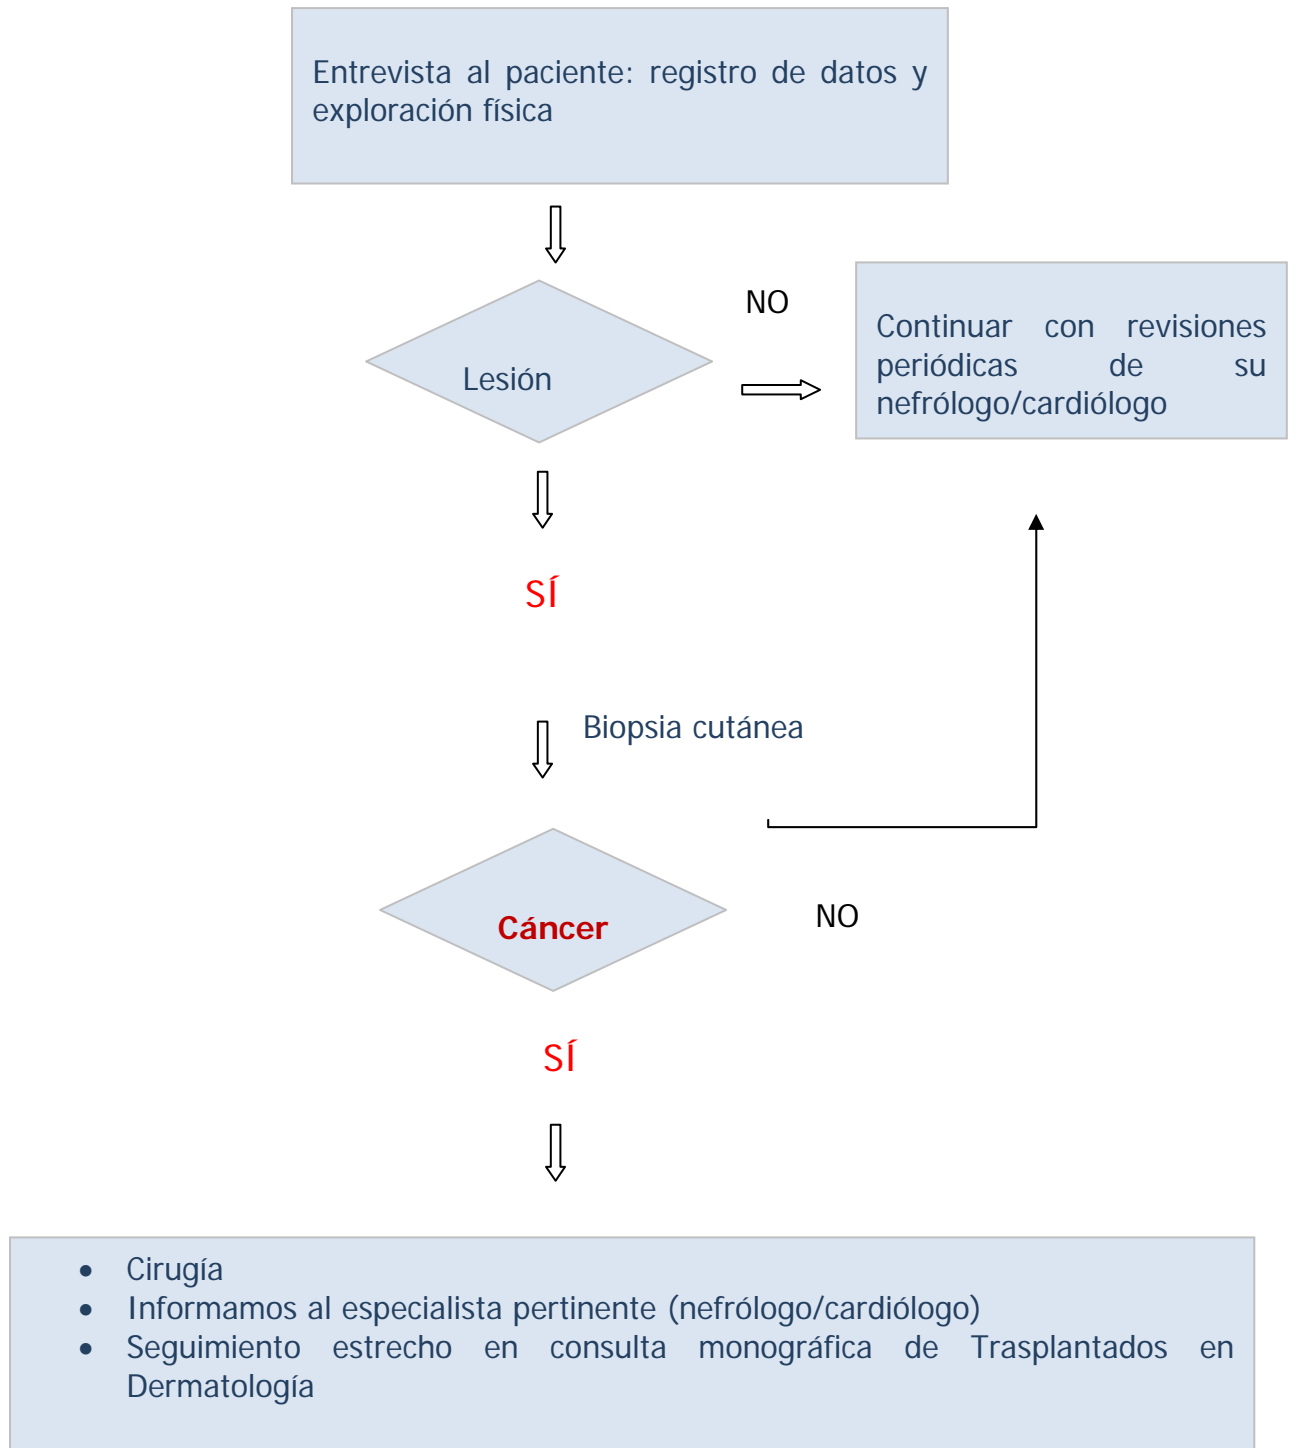 Entrevista al paciente: registro de datos y
exploración física
NO
Lesión
Continuar con revisiones
periódicas de su
nefrólogo/cardiólogo
SÍ
Biopsia cutánea
Cáncer
NO
SÍ
• Cirugía
• Informamos al especialista pertinente (nefrólogo/cardiólogo)
• Seguimiento estrecho en consulta monográfica de Trasplantados en
Dermatología